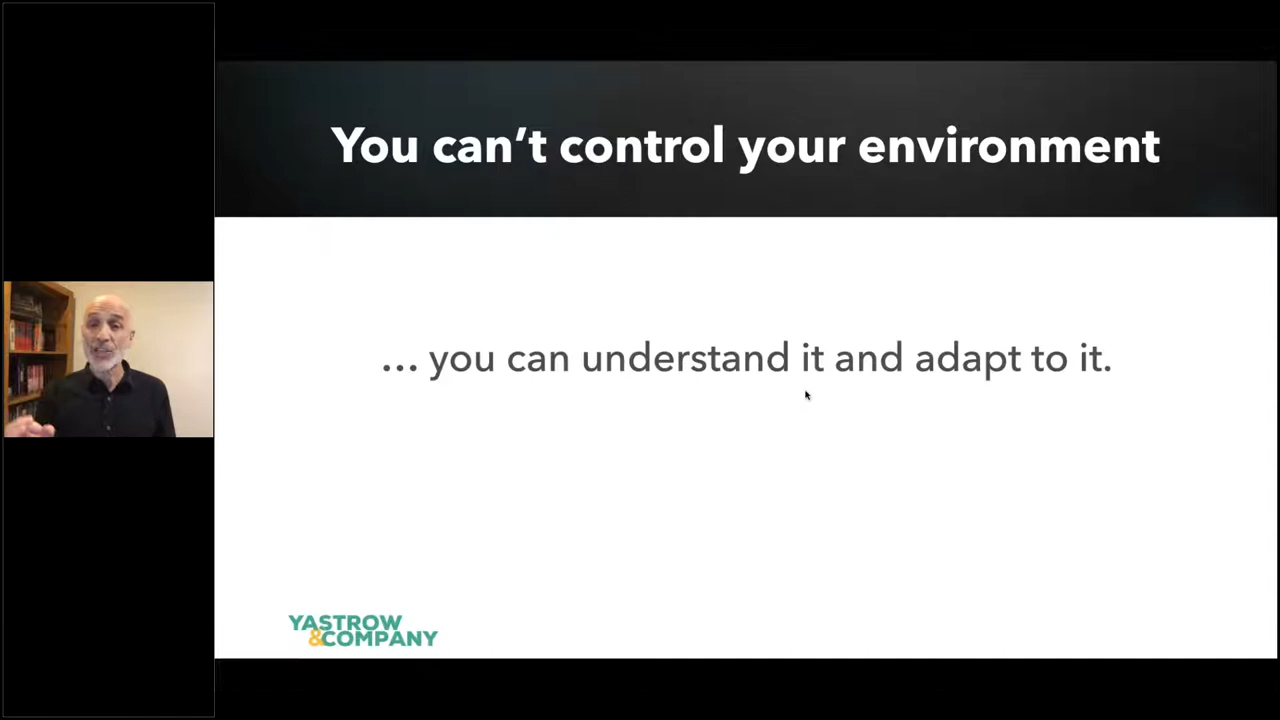 You can’t control your environment
… you can understand it and adapt to it.
YASTROW
&COMPANY